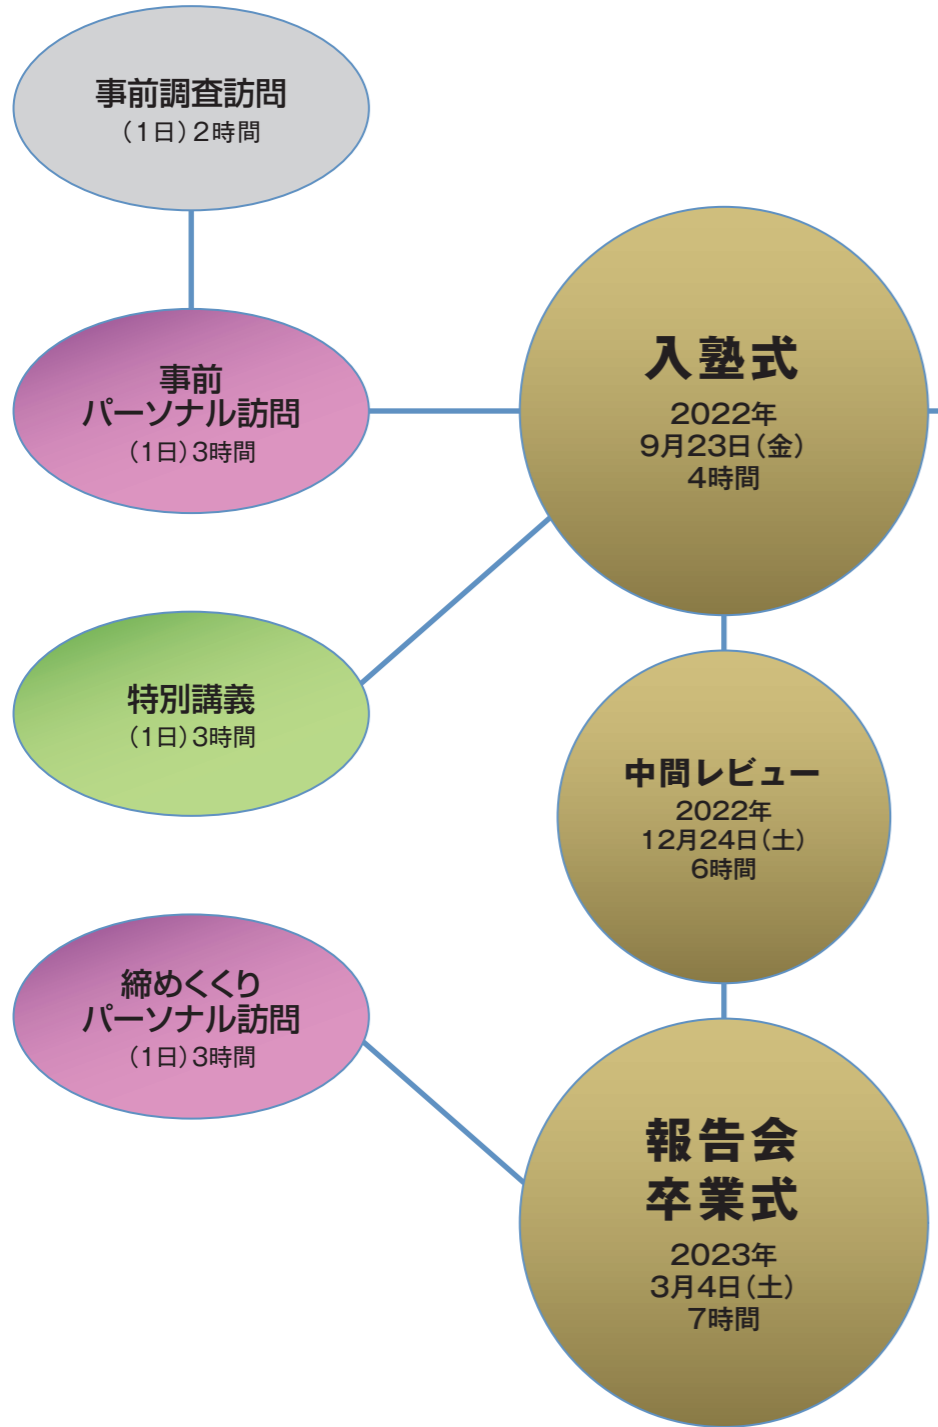 事前調査訪問
（1日）2時間
事前
パーソナル訪問
（1日）3時間
入塾式
2022年
9月23日（金）
4時間
特別講義
（1日）3時間
中間レビュー
2022年
12月24日（土）
6時間
締めくくり
パーソナル訪問
（1日）3時間
報告会
卒業式
2023年
3月4日（土）
7時間